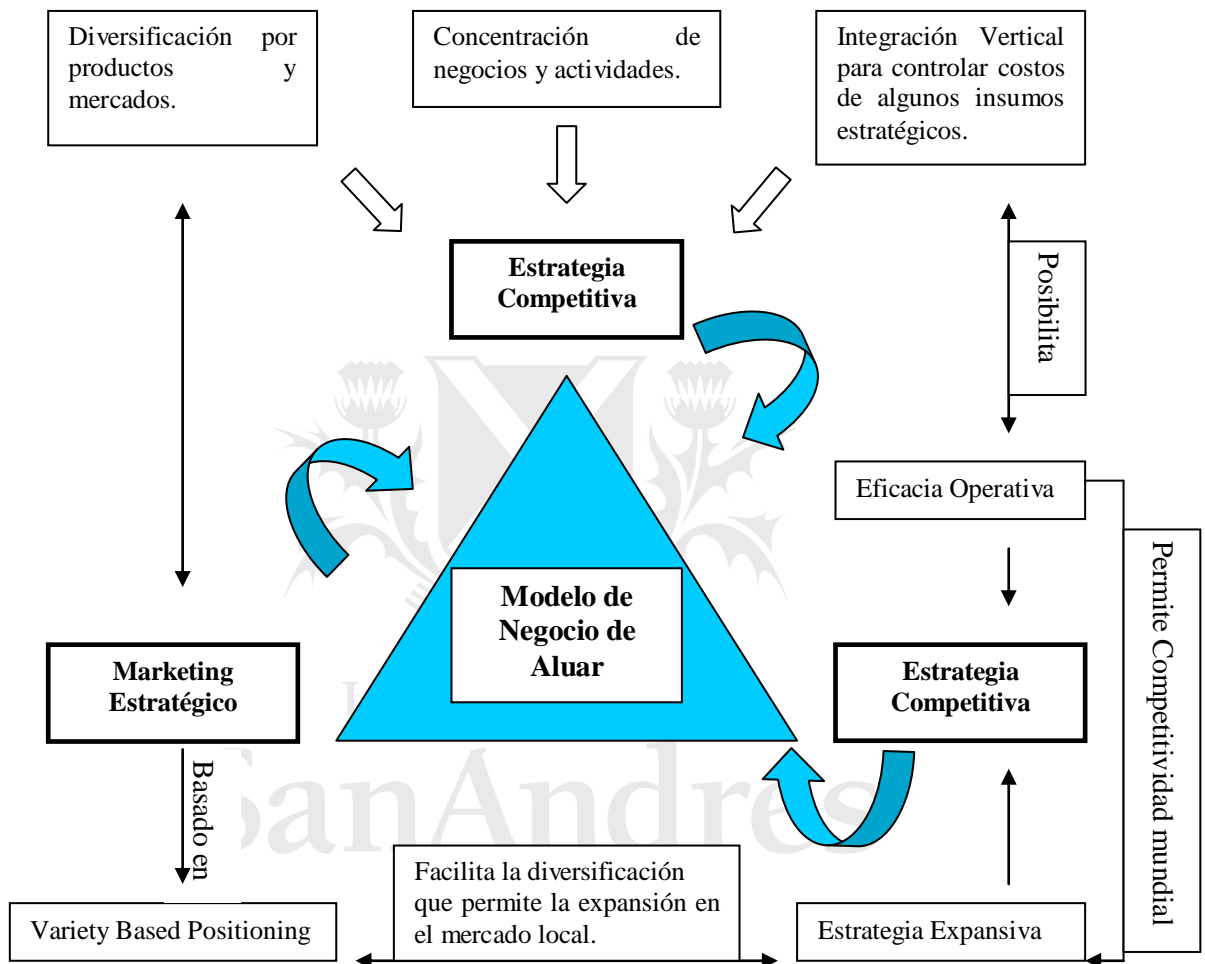 Diversificación por
productos y
mercados.
Concentración de
negocios y actividades.
Integración Vertical
para controlar costos
de algunos insumos
estratégicos.
Estrategia
Competitiva
Posibilita
Eficacia Operativa
Permite Competitividad mundial
Modelo de
Negocio de
Aluar
Marketing
Estratégico
Estrategia
Competitiva
Basado en
SanAndrés
Facilita la diversificación
que permite la expansión en
el mercado local.
Variety Based Positioning
Estrategia Expansiva